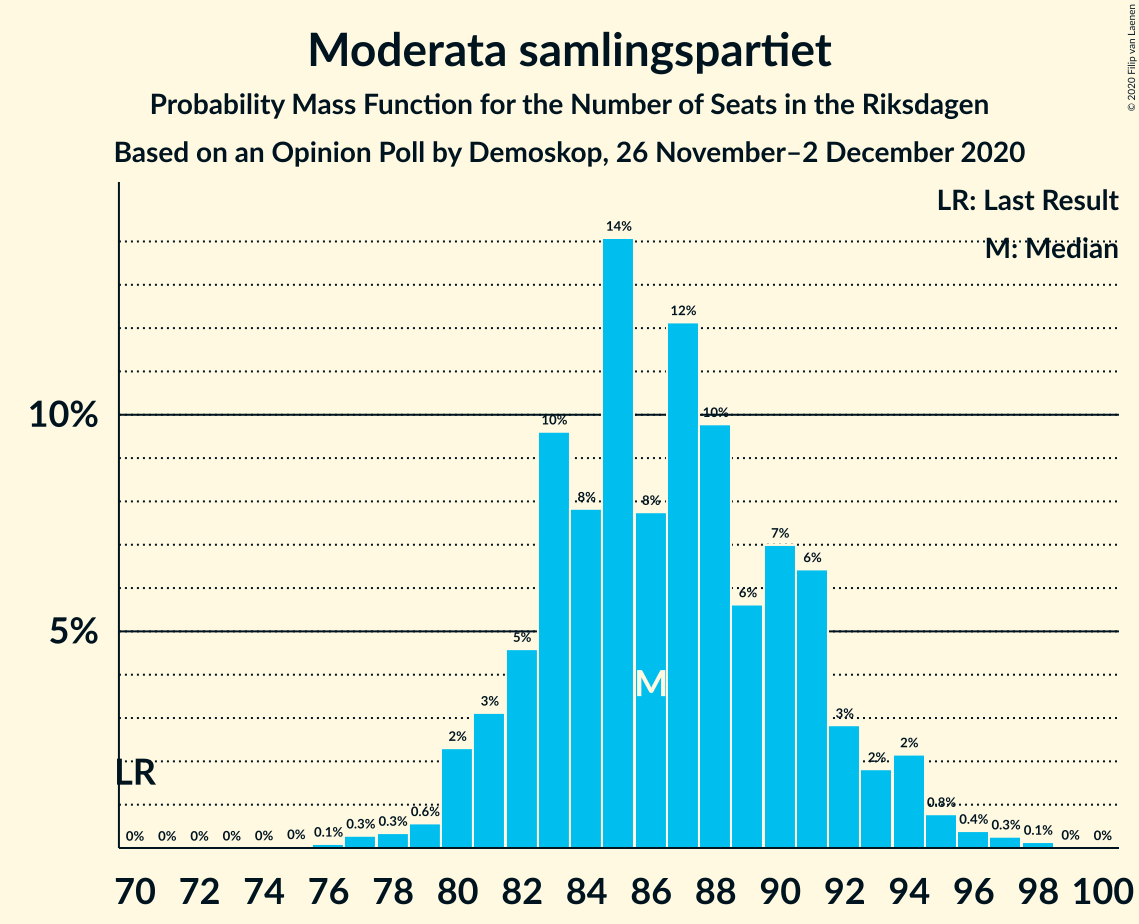 Moderata samlingspartiet
Probability Mass Function for the Number of Seats in the Riksdagen
Based on an Opinion Poll by Demoskop, 26 November–2 December 2020
© 2020 Filip van Laenen
LR: Last Result
M: Median
14%
12%
10%
10%
10%
8%
8%
7%
6%
6%
5%
5%
M
3%
3%
2%
2%
2%
LR
0.8%
0.6%
0.4%
0% 0% 0% 0% 0% 0% 0.1% 0.3% 0.3% 0.3% 0.1% 0% 0%
70 72 74 76 78 80 82 84 86 88 90 92 94 96 98 100